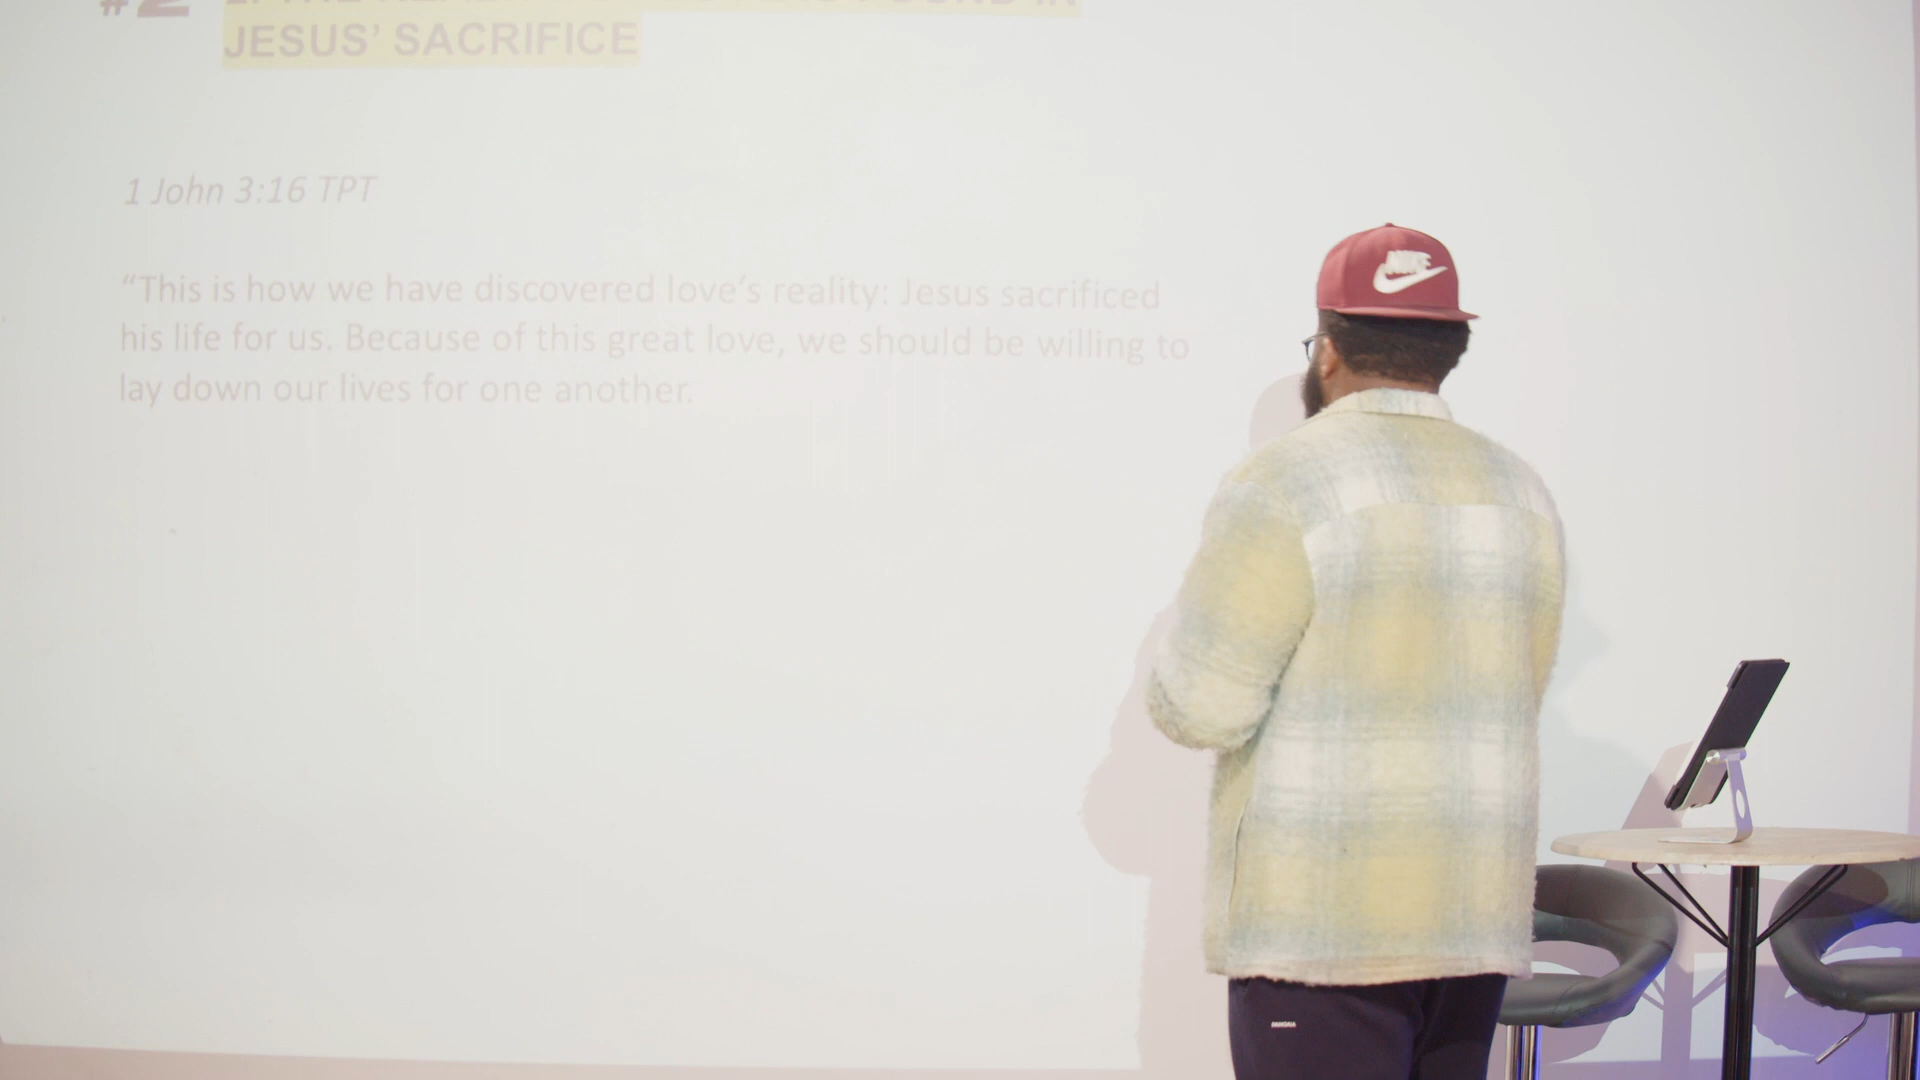 #2
JESUS’ SACRIFICE
1 John 3:16 TPT
“This is how we have discovered love’s reality: Jesus sacrificed
his life for us. Because of this great love, we should be willing to
lay down our lives for one another.
NIKE
PANGAIA